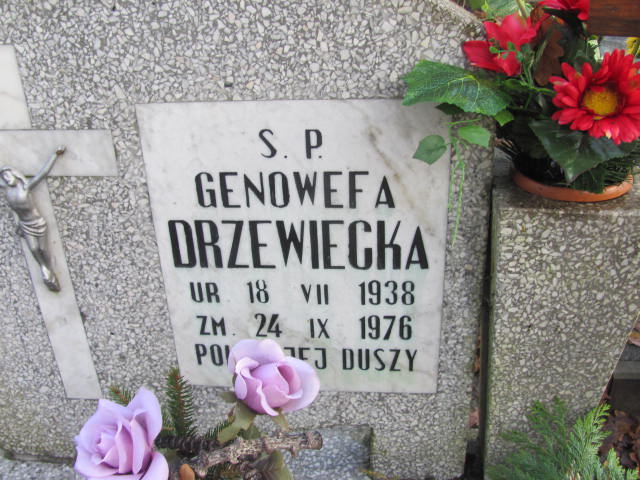 S. P.
GENOWEFA
DRZEWIECKA
UR 18 VII 1938
ZM. 24 IX 1976
DUSZY